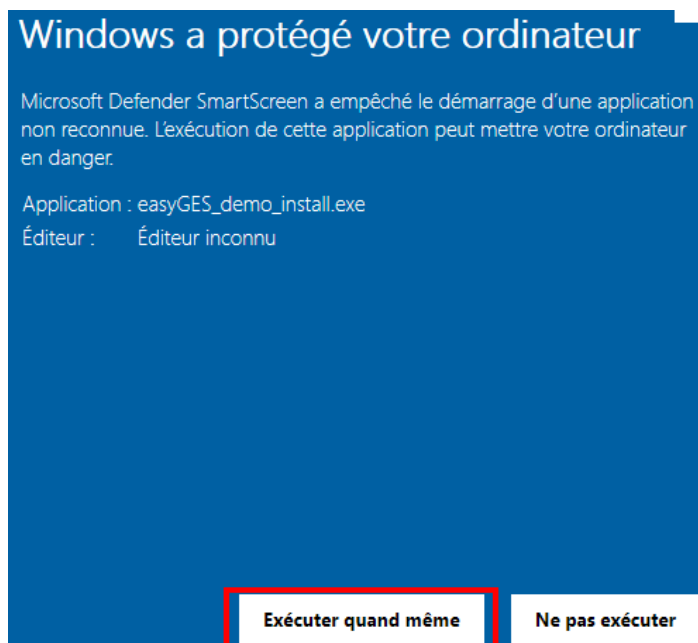 Windows a protégé votre ordinateur
Microsoft Defender SmartScreen a empêché le démarrage d'une application
non reconnue. L'exécution de cette application peut mettre votre ordinateur
en danger.
Application : easyGES_demo_install.exe
Éditeur : Éditeur inconnu
Exécuter quand même Ne pas exécuter